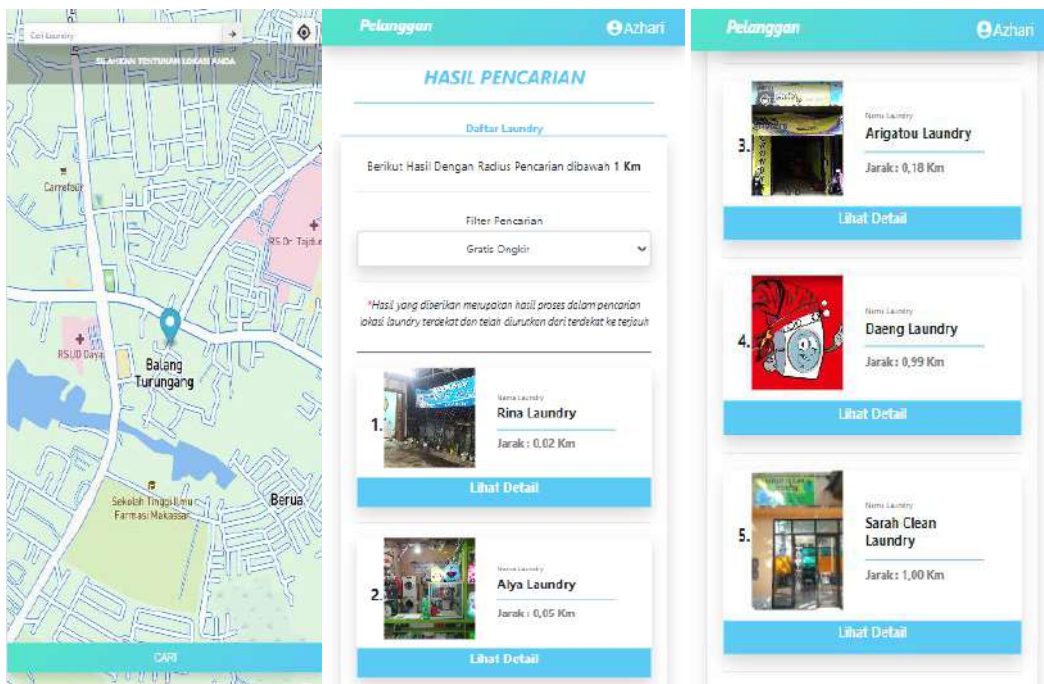 Cari Laundry
SILAHKAN TENTUKAN LOKASI ANDA
Carrefour
RS Dr. Tajdu
RSUD Daya
Balang
Turungang
Sekolah Tinggi Ilmu
Farmasi Makassar
Berua
CARI
Pelanggan
Azhari
HASIL PENCARIAN
Daftar Laundry
Berikut Hasil Dengan Radius Pencarian dibawah 1 Km
Filter Pencarian
Gratis Ongkir
*Hasil yang diberikan merupakan hasil proses dalam pencarian
lokasi laundry terdekat dan telah diurutkan dari terdekat ke terjauh
1.
Nama Laundry
Rina Laundry
Jarak : 0,02 Km
Lihat Detail
2.
Nama Laundry
Alya Laundry
Jarak : 0,05 Km
Lihat Detail
Pelanggan
Azhari
3.
Nama Laundry
Arigatou Laundry
Jarak : 0,18 Km
Lihat Detail
4.
Nama Laundry
Daeng Laundry
Jarak : 0,99 Km
Lihat Detail
5.
Nama Laundry
Sarah Clean
Laundry
Jarak : 1,00 Km
Lihat Detail